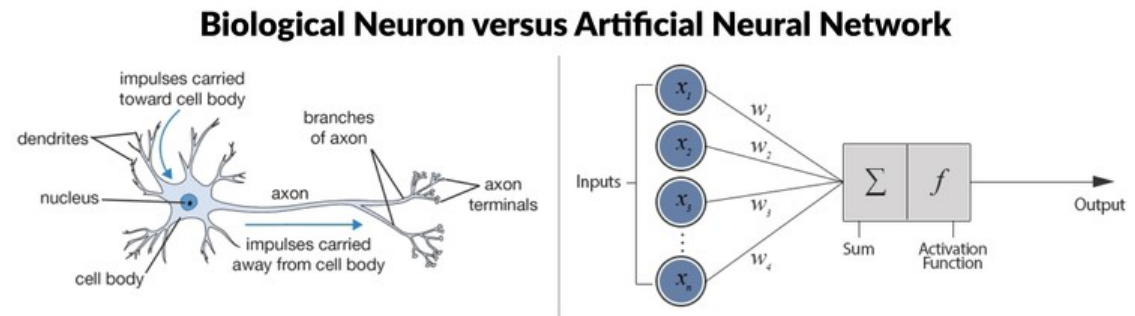 Biological Neuron versus Artificial Neural Network
impulses carried
toward cell body
dendrites
nucleus
cell body
branches
of axon
axon
axon
terminals
impulses carried
away from cell body
Inputs
x1
x2
x3
xn
w1
w2
w3
w4
Σ
f
Sum
Activation
Function
Output